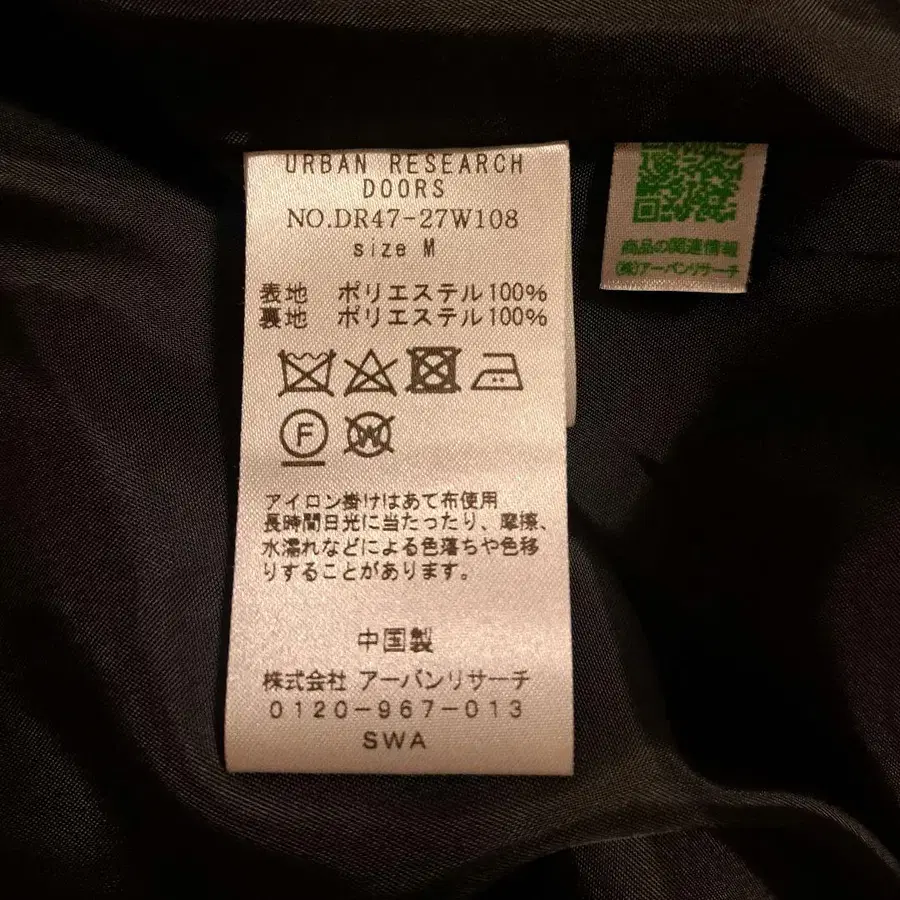 URBAN RESEARCH
DOORS
NO.DR47-27W108
size M
表地 ポリエステル100%
裏地 ポリエステル100%
F
W
アイロン掛けはあて布使用
長時間日光に当たったり、摩擦、
水濡れなどによる色落ちや色移
りすることがあります。
中国製
株式会社 アーバンリサーチ
0120-967-013
SWA
商品の関連情報
(株)アーバンリサーチ